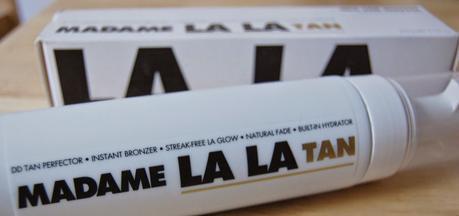 MADAME LA LA TAN
LA LA
DD TAN PERFECTOR • INSTANT BRONZER • STREAK-FREE LA GLOW • NATURAL FADE • BUILT-IN HYDRATOR
MADAME LA LA TAN